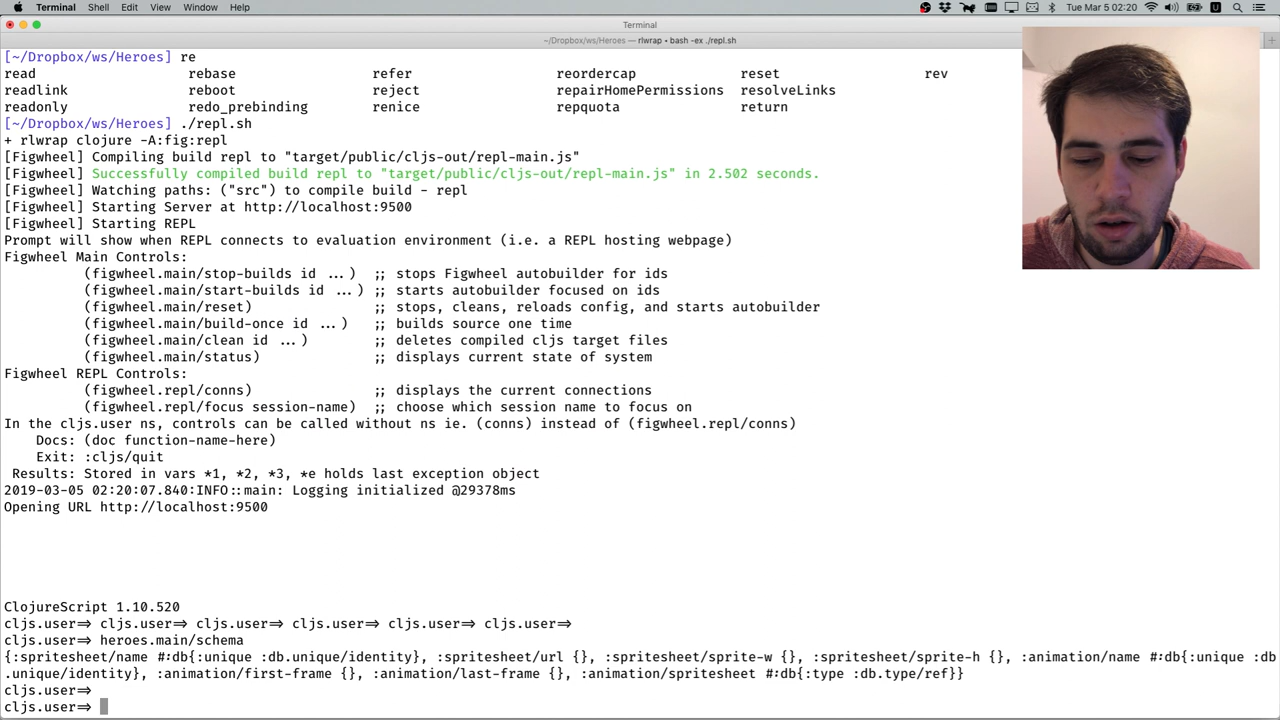 Terminal Shell Edit View Window Help Tue Mar 5 02:20
Terminal
~/Dropbox/ws/Heroes — rlwrap • bash -ex ./repl.sh
[~/Dropbox/ws/Heroes] re
read rebase refer reordercap reset rev
readlink reboot reject repairHomePermissions resolveLinks
readonly redo_prebinding renice repquota return
[~/Dropbox/ws/Heroes] ./repl.sh
+ rlwrap clojure -A:fig:repl
[Figwheel] Compiling build repl to "target/public/cljs-out/repl-main.js"
[Figwheel] Successfully compiled build repl to "target/public/cljs-out/repl-main.js" in 2.502 seconds.
[Figwheel] Watching paths: ("src") to compile build - repl
[Figwheel] Starting Server at http://localhost:9500
[Figwheel] Starting REPL
Prompt will show when REPL connects to evaluation environment (i.e. a REPL hosting webpage)
Figwheel Main Controls:
(figwheel.main/stop-builds id ...) ;; stops Figwheel autobuilder for ids
(figwheel.main/start-builds id ...) ;; starts autobuilder focused on ids
(figwheel.main/reset) ;; stops, cleans, reloads config, and starts autobuilder
(figwheel.main/build-once id ...) ;; builds source one time
(figwheel.main/clean id ...) ;; deletes compiled cljs target files
(figwheel.main/status) ;; displays current state of system
Figwheel REPL Controls:
(figwheel.repl/conns) ;; displays the current connections
(figwheel.repl/focus session-name) ;; choose which session name to focus on
In the cljs.user ns, controls can be called without ns ie. (conns) instead of (figwheel.repl/conns)
Docs: (doc function-name-here)
Exit: :cljs/quit
Results: Stored in vars *1, *2, *3, *e holds last exception object
2019-03-05 02:20:07.840:INFO::main: Logging initialized @29378ms
Opening URL http://localhost:9500
ClojureScript 1.10.520
cljs.user=> cljs.user=> cljs.user=> cljs.user=> cljs.user=> cljs.user=>
cljs.user=> heroes.main/schema
{:spritesheet/name #:db{:unique :db.unique/identity}, :spritesheet/url {}, :spritesheet/sprite-w {}, :spritesheet/sprite-h {}, :animation/name #:db{:unique :db
.unique/identity}, :animation/first-frame {}, :animation/last-frame {}, :animation/spritesheet #:db{:type :db.type/ref}}
cljs.user=>
cljs.user=>